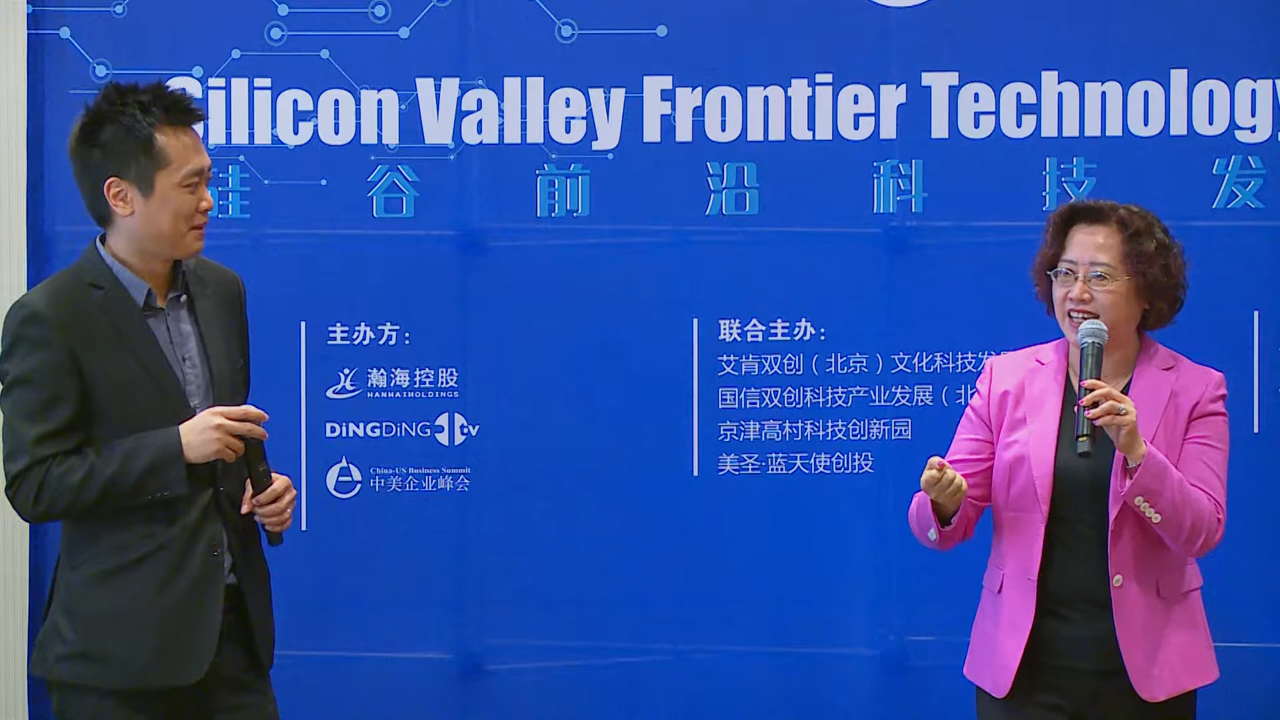 Silicon Valley Frontier Technology
硅谷前沿科技发
主办方：
瀚海控股
HANHAI HOLDINGS
DiNGDiNG tv
China-US Business Summit
中美企业峰会
联合主办：
艾肯双创（北京）文化科技发展
国信双创科技产业发展（北
京津高村科技创新园
美圣·蓝天使创投